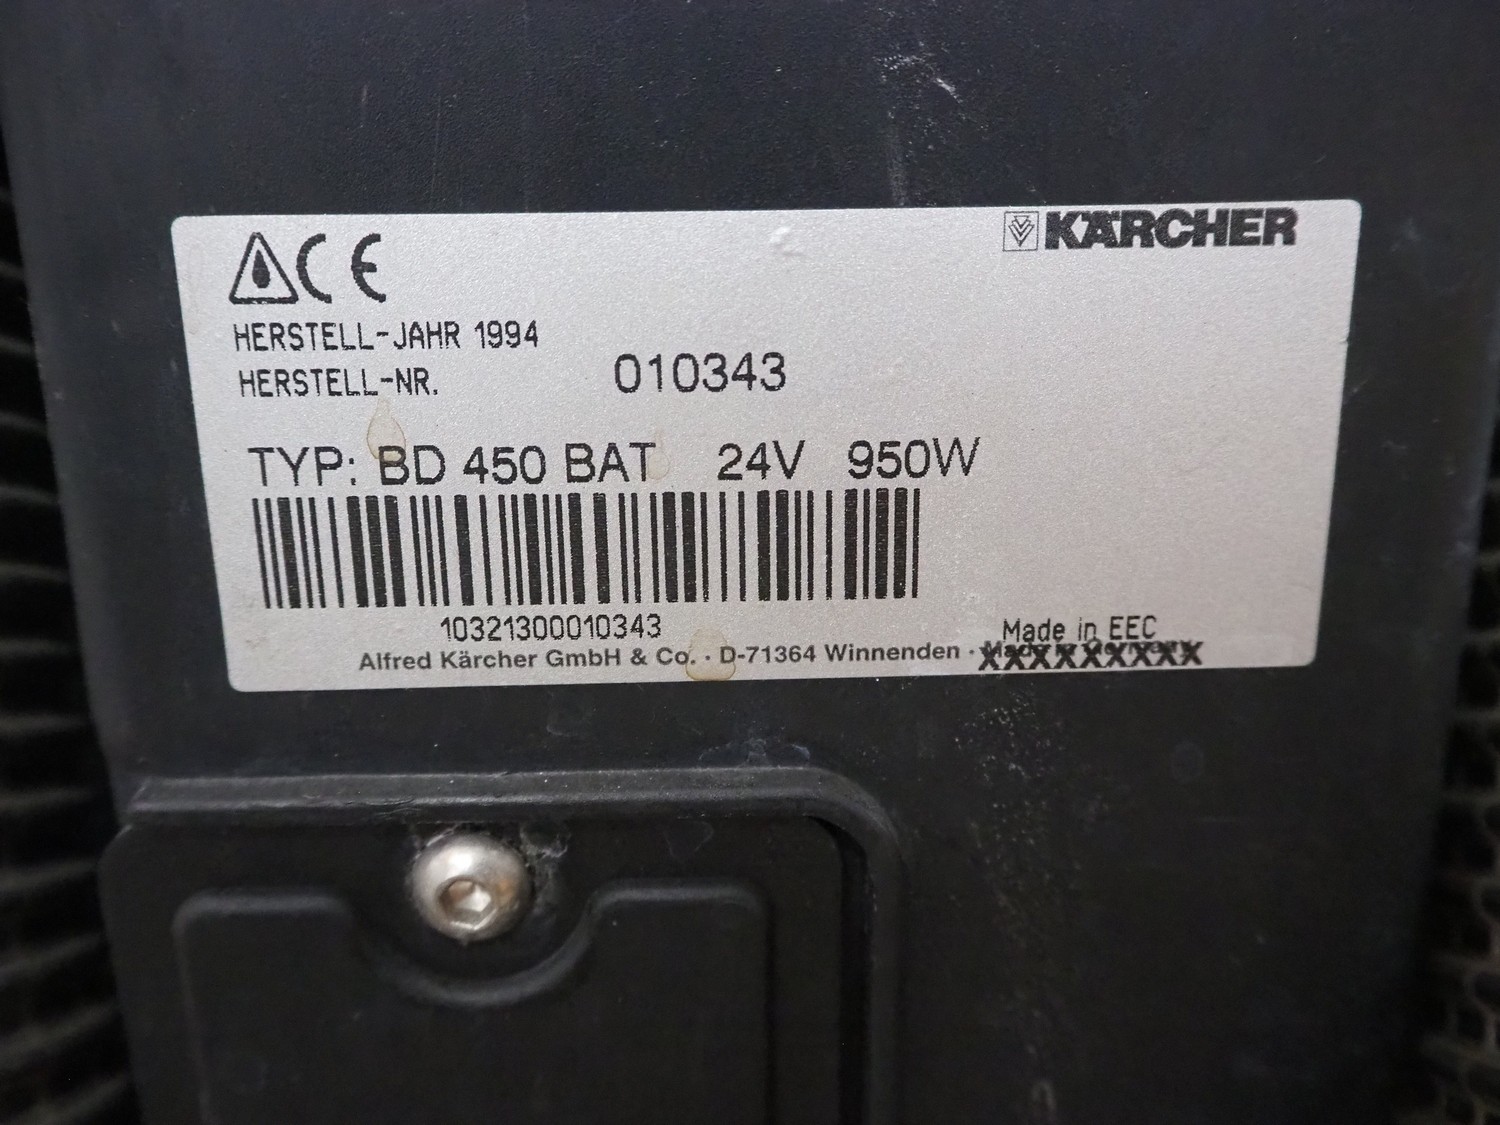 CE
KÄRCHER
HERSTELL-JAHR 1994
HERSTELL-NR. 010343
TYP: BD 450 BAT 24V 950W
10321300010343
Made in EEC
Alfred Kärcher GmbH & Co. · D-71364 Winnenden · XXXXXXXXX